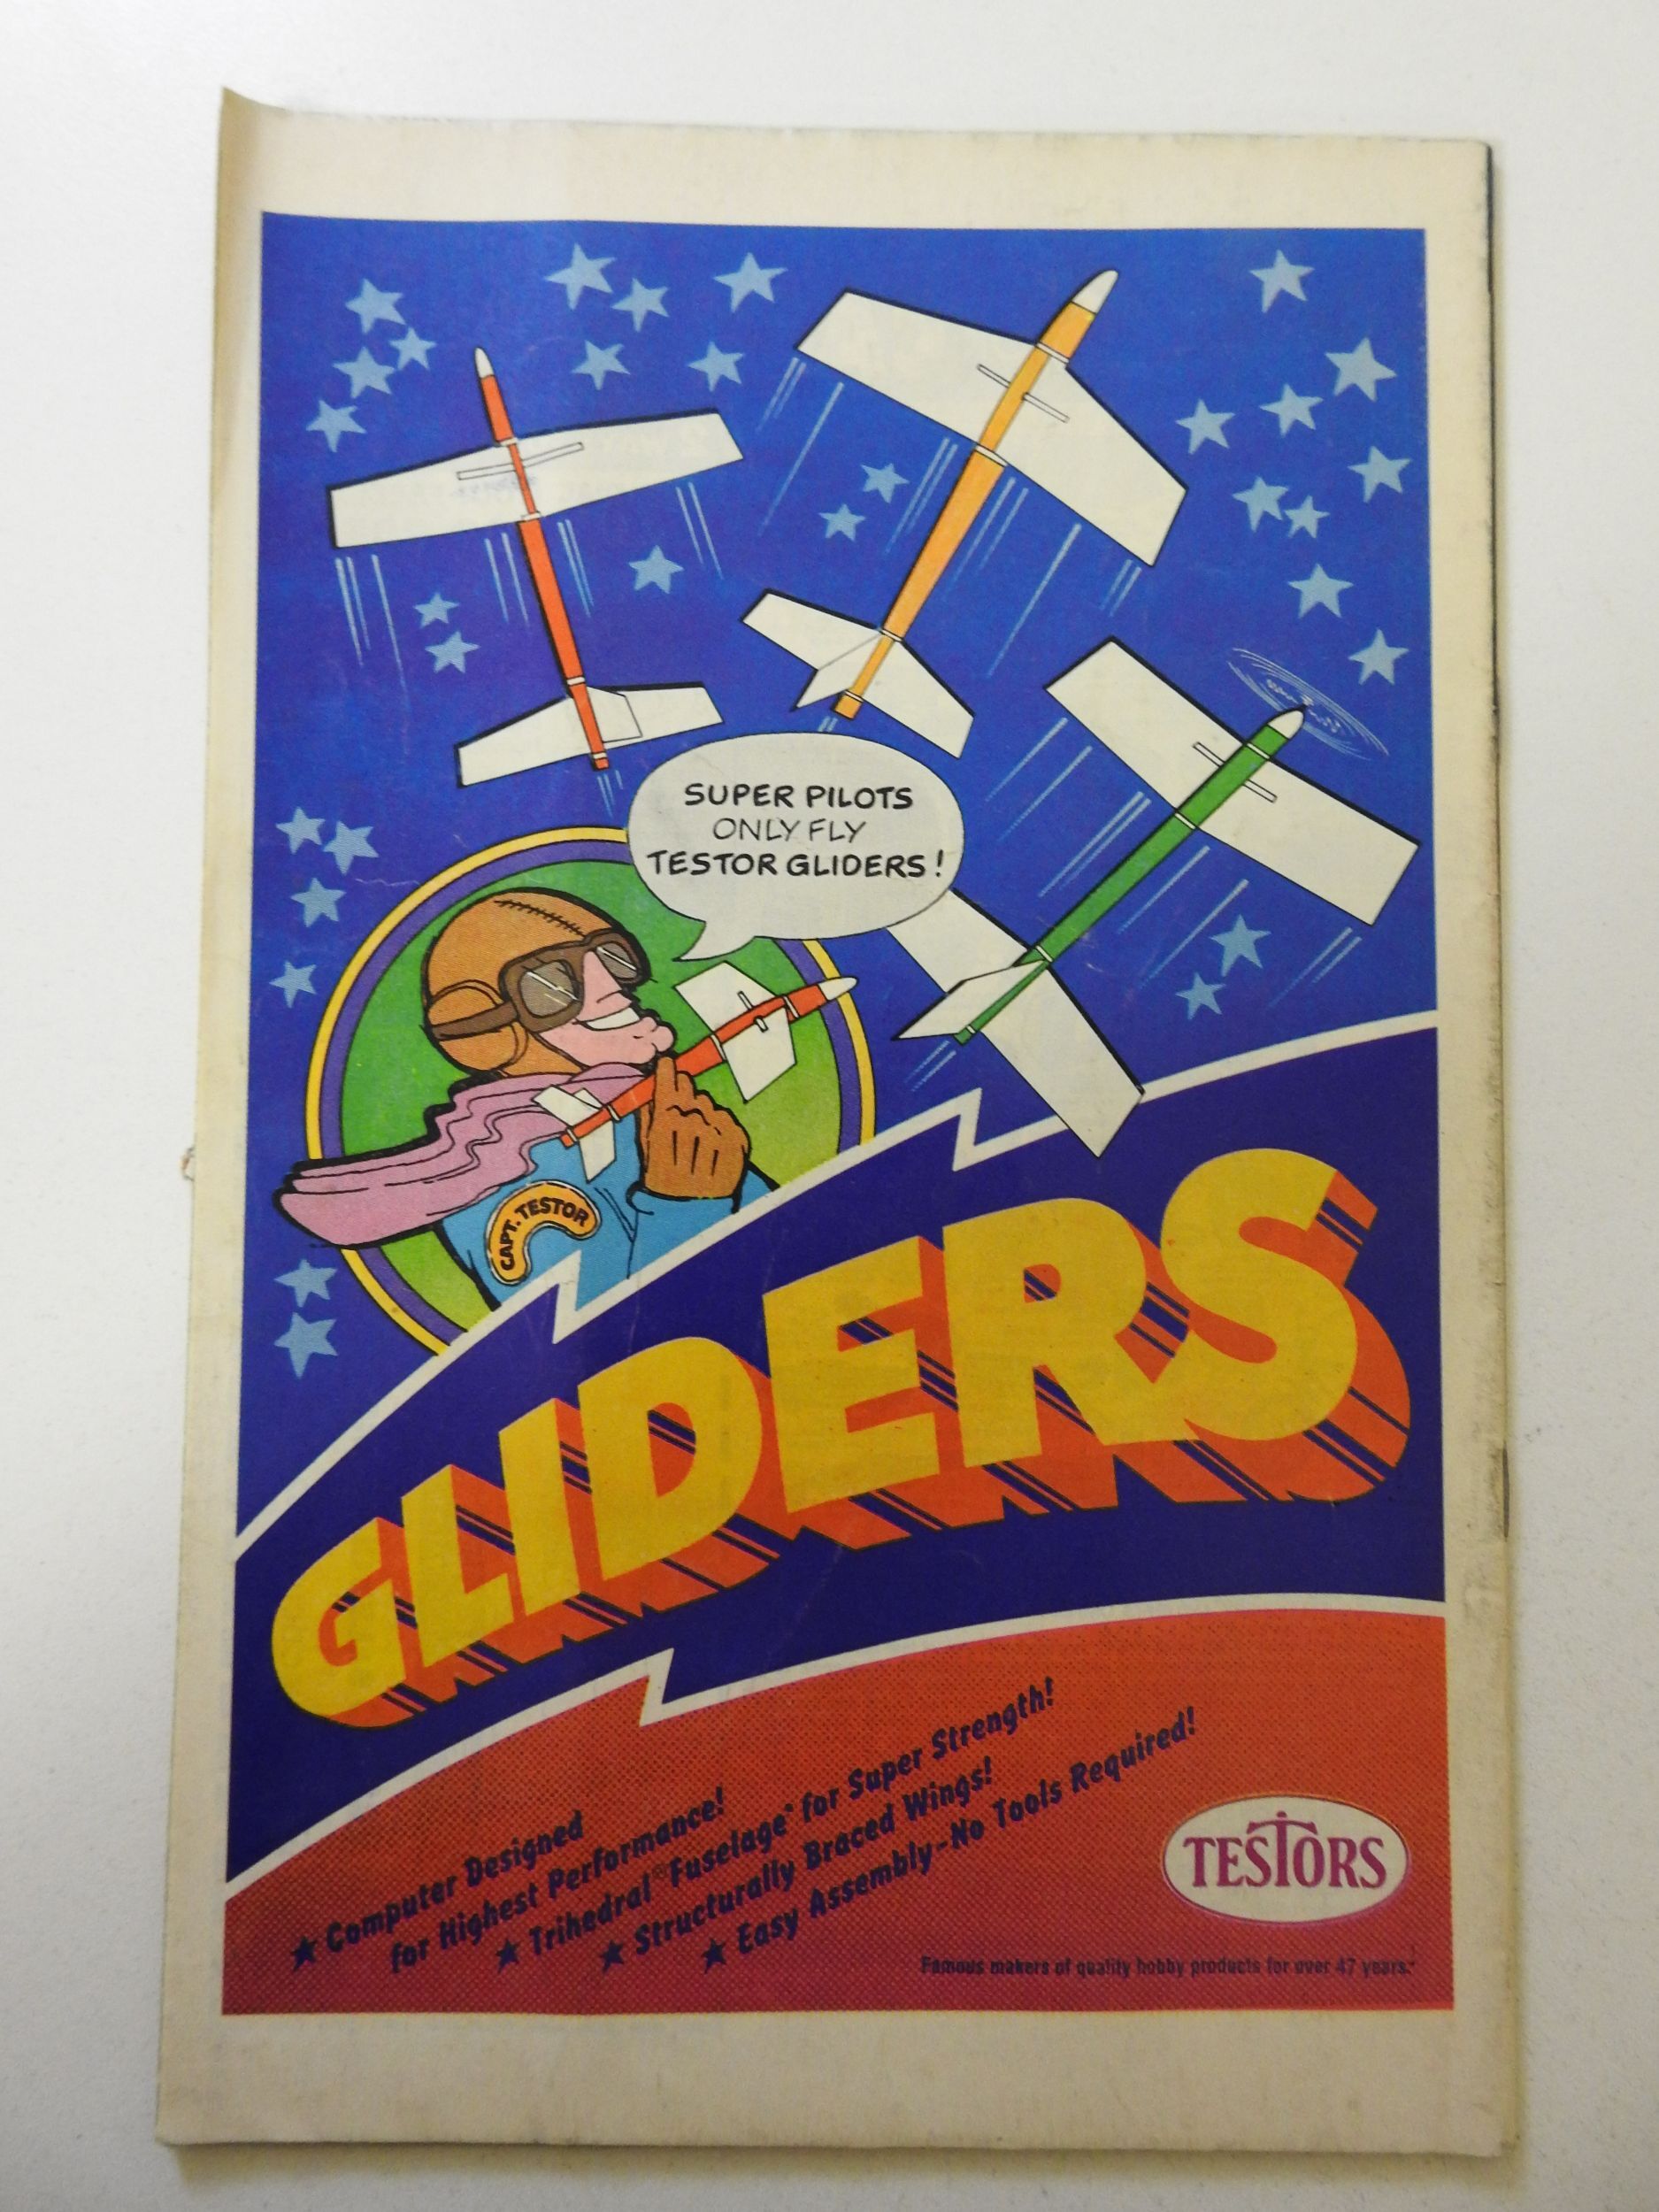 SUPER PILOTS
ONLY FLY
TESTOR GLIDERS!
CAPT. TESTOR
GLIDERS
★ Computer Designed
for Highest Performance!
★ Trihedral® Fuselage* for Super Strength!
★ Structurally Braced Wings!
★ Easy Assembly-No Tools Required!
TESTORS
Famous makers of quality hobby products for over 47 years.